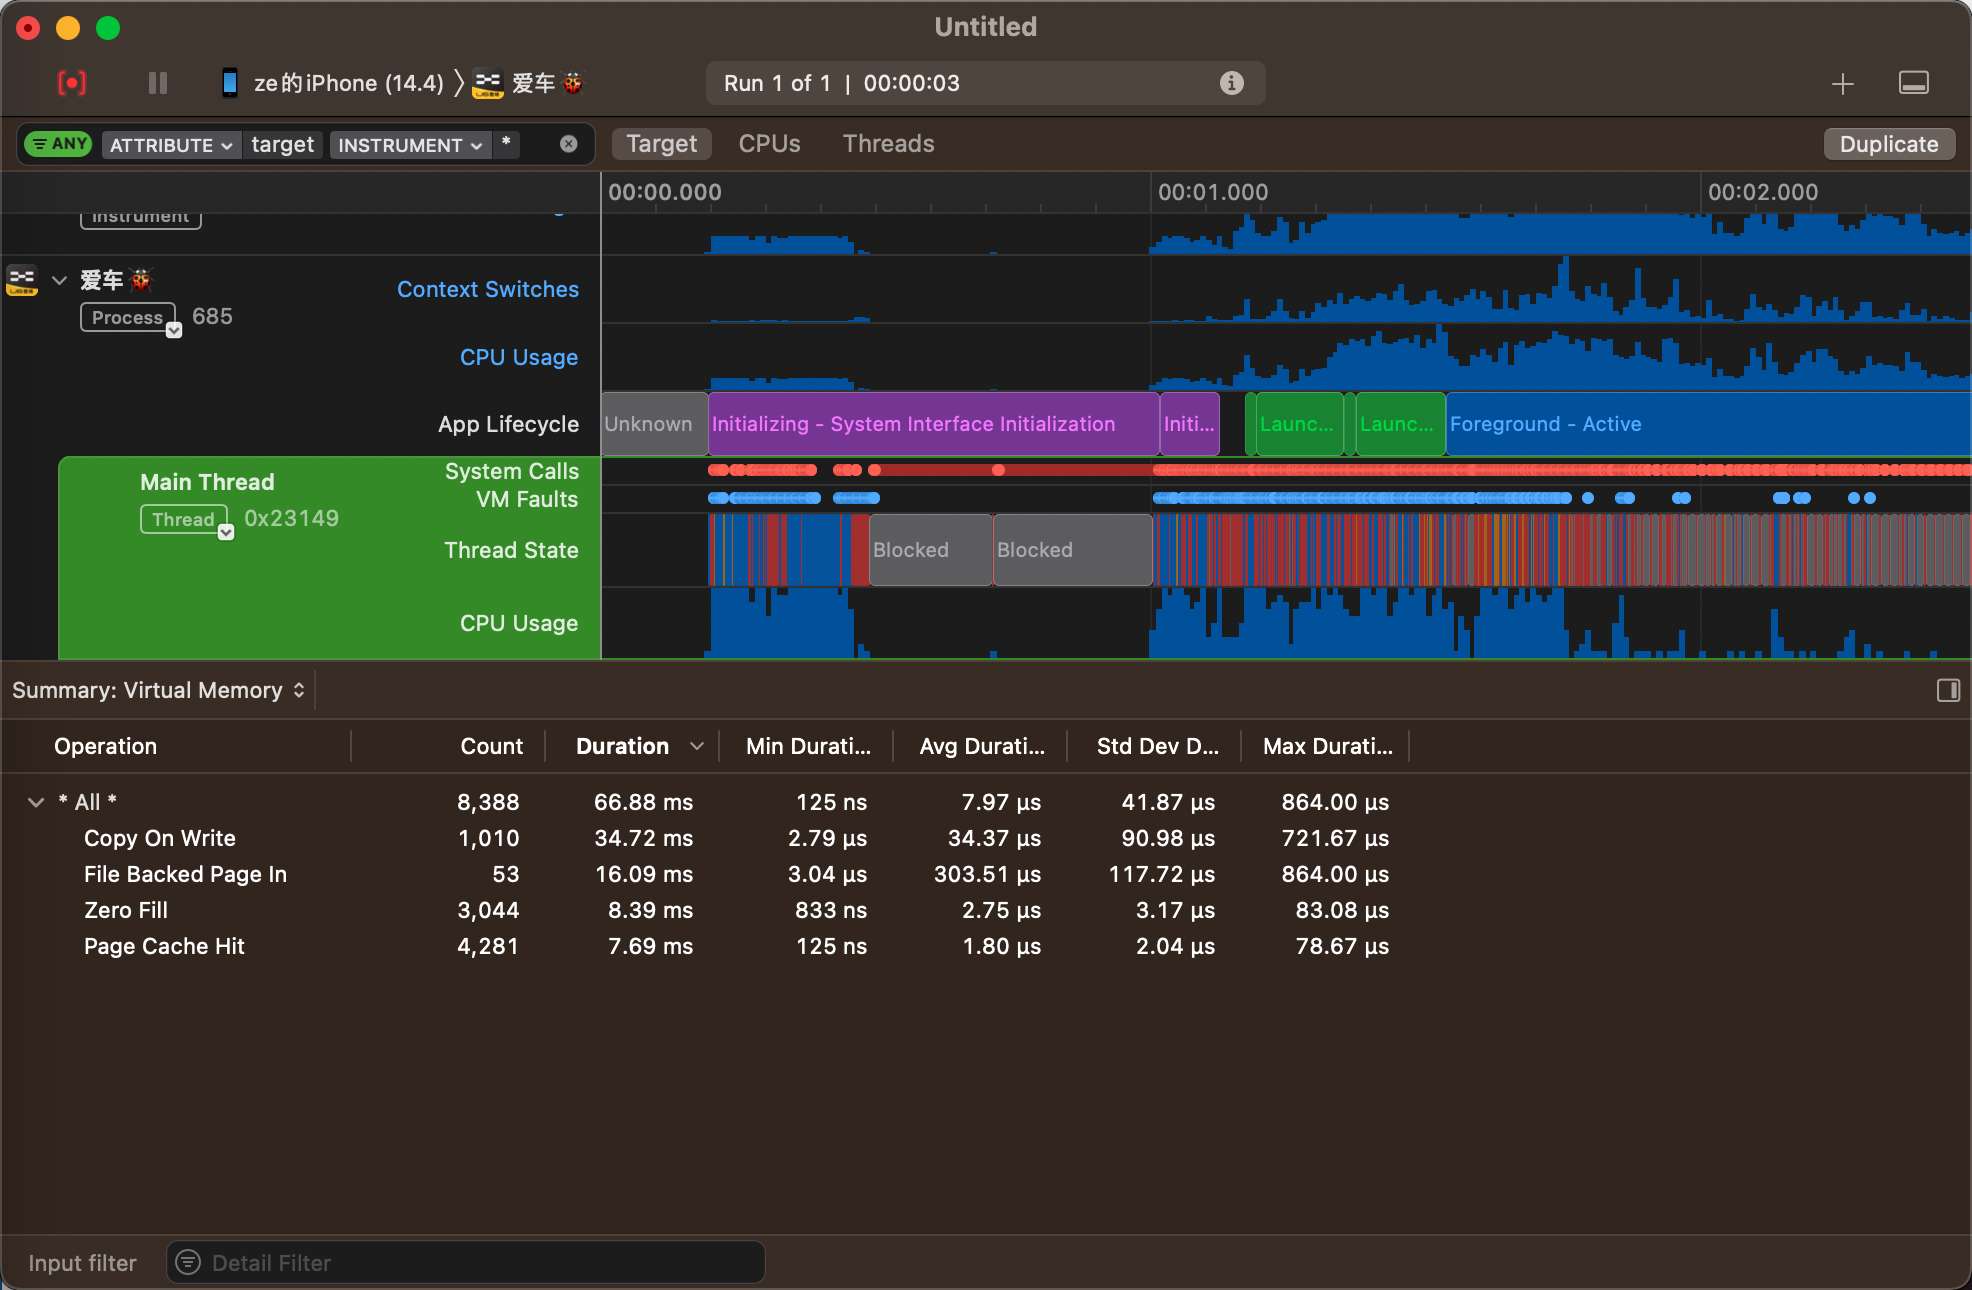 Untitled
ze的iPhone (14.4) 〉 爱车🐞
Run 1 of 1 | 00:00:03
ANY ATTRIBUTE target INSTRUMENT *
Target CPUs Threads Duplicate
00:00.000 00:01.000 00:02.000
Instrument
爱车🐞
Process 685
Context Switches
CPU Usage
App Lifecycle
Unknown Initializing - System Interface Initialization Initi... Launc... Launc... Foreground - Active
Main Thread
Thread 0x23149
System Calls
VM Faults
Thread State
Blocked Blocked
CPU Usage
Summary: Virtual Memory
Operation Count Duration Min Durati... Avg Durati... Std Dev D... Max Durati...
* All * 8,388 66.88 ms 125 ns 7.97 µs 41.87 µs 864.00 µs
Copy On Write 1,010 34.72 ms 2.79 µs 34.37 µs 90.98 µs 721.67 µs
File Backed Page In 53 16.09 ms 3.04 µs 303.51 µs 117.72 µs 864.00 µs
Zero Fill 3,044 8.39 ms 833 ns 2.75 µs 3.17 µs 83.08 µs
Page Cache Hit 4,281 7.69 ms 125 ns 1.80 µs 2.04 µs 78.67 µs
Input filter Detail Filter